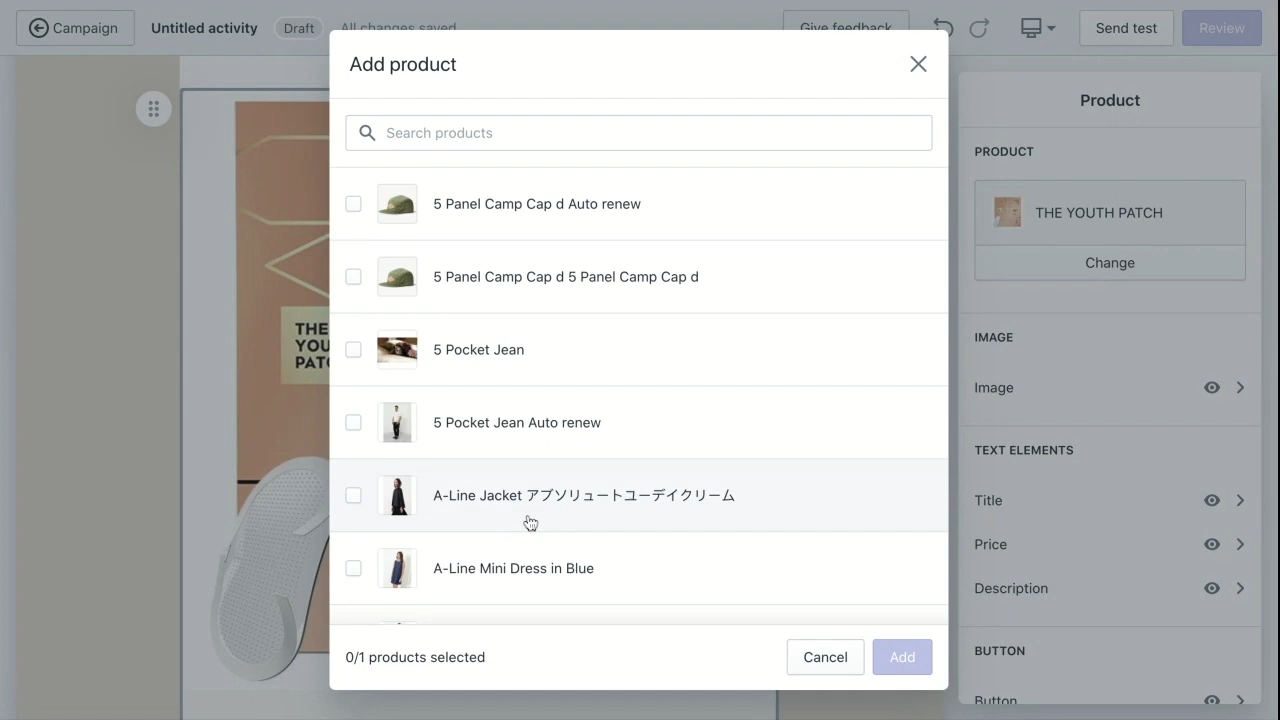 Campaign
Untitled activity
Draft
All changes saved
Give feedback
Send test
Review
Add product
Search products
5 Panel Camp Cap d Auto renew
5 Panel Camp Cap d 5 Panel Camp Cap d
5 Pocket Jean
5 Pocket Jean Auto renew
A-Line Jacket アブソリュートユーデイクリーム
A-Line Mini Dress in Blue
0/1 products selected
Cancel
Add
THE
YOU
PATC
Product
PRODUCT
THE YOUTH PATCH
Change
IMAGE
Image
TEXT ELEMENTS
Title
Price
Description
BUTTON
Button